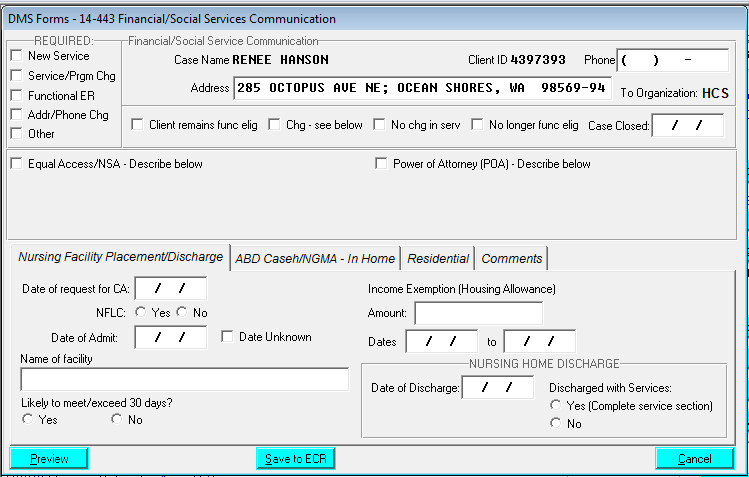 DMS Forms - 14-443 Financial/Social Services Communication
REQUIRED:
New Service
Service/Prgm Chg
Functional ER
Addr/Phone Chg
Other
Financial/Social Service Communication
Case Name RENEE HANSON Client ID 4397393 Phone ( ) -
Address 285 OCTOPUS AVE NE; OCEAN SHORES, WA 98569-94 To Organization: HCS
Client remains func elig Chg - see below No chg in serv No longer func elig Case Closed: / /
Equal Access/NSA - Describe below Power of Attorney (POA) - Describe below
Nursing Facility Placement/Discharge ABD Caseh/NGMA - In Home Residential Comments
Date of request for CA: / /
NFLC: Yes No
Date of Admit: / / Date Unknown
Name of facility
Likely to meet/exceed 30 days?
Yes No
Income Exemption (Housing Allowance)
Amount:
Dates / / to / /
NURSING HOME DISCHARGE
Date of Discharge: / / Discharged with Services:
Yes (Complete service section)
No
Preview Save to ECR Cancel